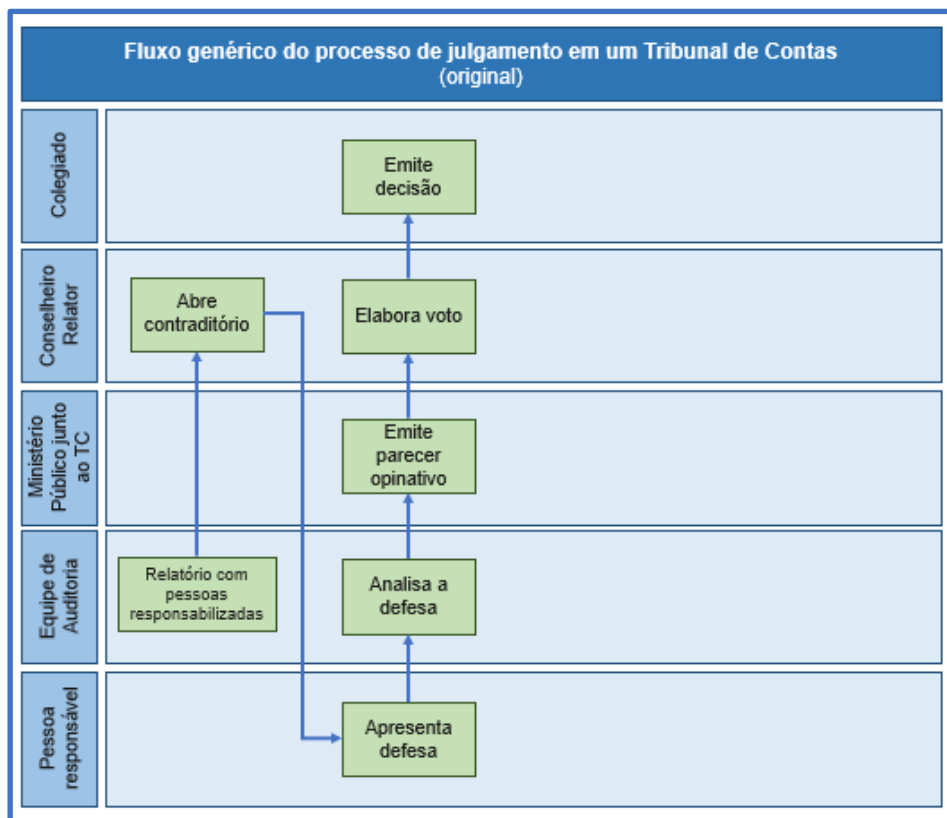 Fluxo genérico do processo de julgamento em um Tribunal de Contas
(original)
Colegiado
Emite
decisão
Conselheiro
Relator
Abre
contraditório
Elabora voto
Ministério
Público junto
ao TC
Emite
parecer
opinativo
Equipe de
Auditoria
Relatório com
pessoas
responsabilizadas
Analisa a
defesa
Pessoa
responsável
Apresenta
defesa